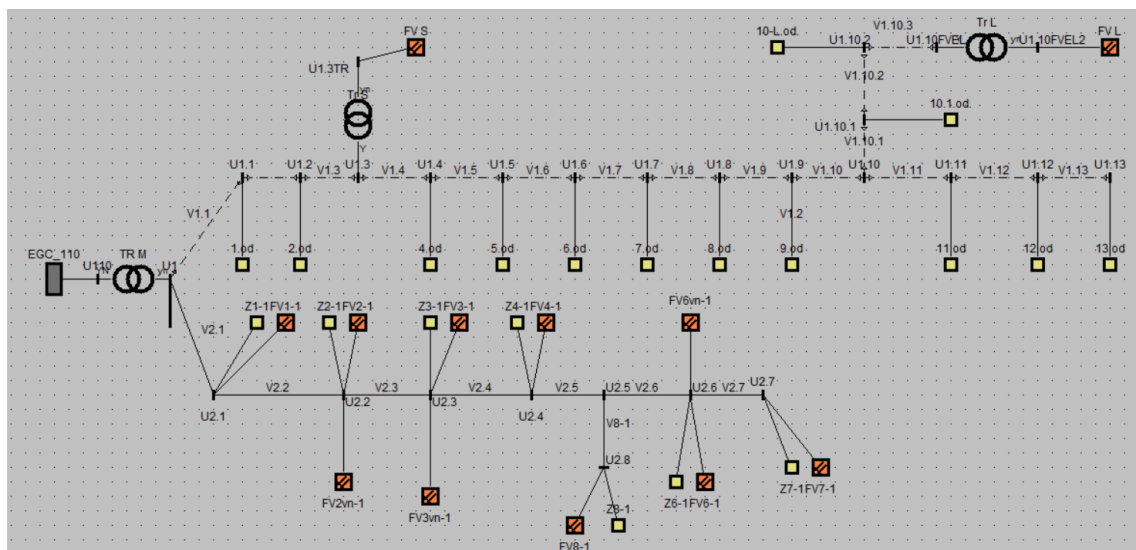 FV S
10-L.od.
V1.10.3
Tr L
U1.10.2
U1.10FVEL
yn
U1.10FVEL2
FV L
U1.3TR
V1.10.2
yn
Tr S
10.1.od.
U1.10.1
Y
V1.10.1
U1.1
U1.2
U1.3
U1.4
U1.5
U1.6
U1.7
U1.8
U1.9
U1.10
U1.11
U1.12
U1.13
V1.3
V1.4
V1.5
V1.6
V1.7
V1.8
V1.9
V1.10
V1.11
V1.12
V1.13
V1.1
V1.2
1.od
2.od
4.od
5.od
6.od
7.od
8.od
9.od
11.od
12.od
13.od
EGC_110
U110
TR M
yn
U1
Z1-1FV1-1
Z2-1FV2-1
Z3-1FV3-1
Z4-1FV4-1
FV6vn-1
V2.1
V2.2
V2.3
V2.4
V2.5
U2.5
V2.6
U2.6
V2.7
U2.7
U2.1
U2.2
U2.3
U2.4
V8-1
U2.8
FV2vn-1
FV3vn-1
Z6-1FV6-1
Z7-1FV7-1
Z8-1
FV8-1